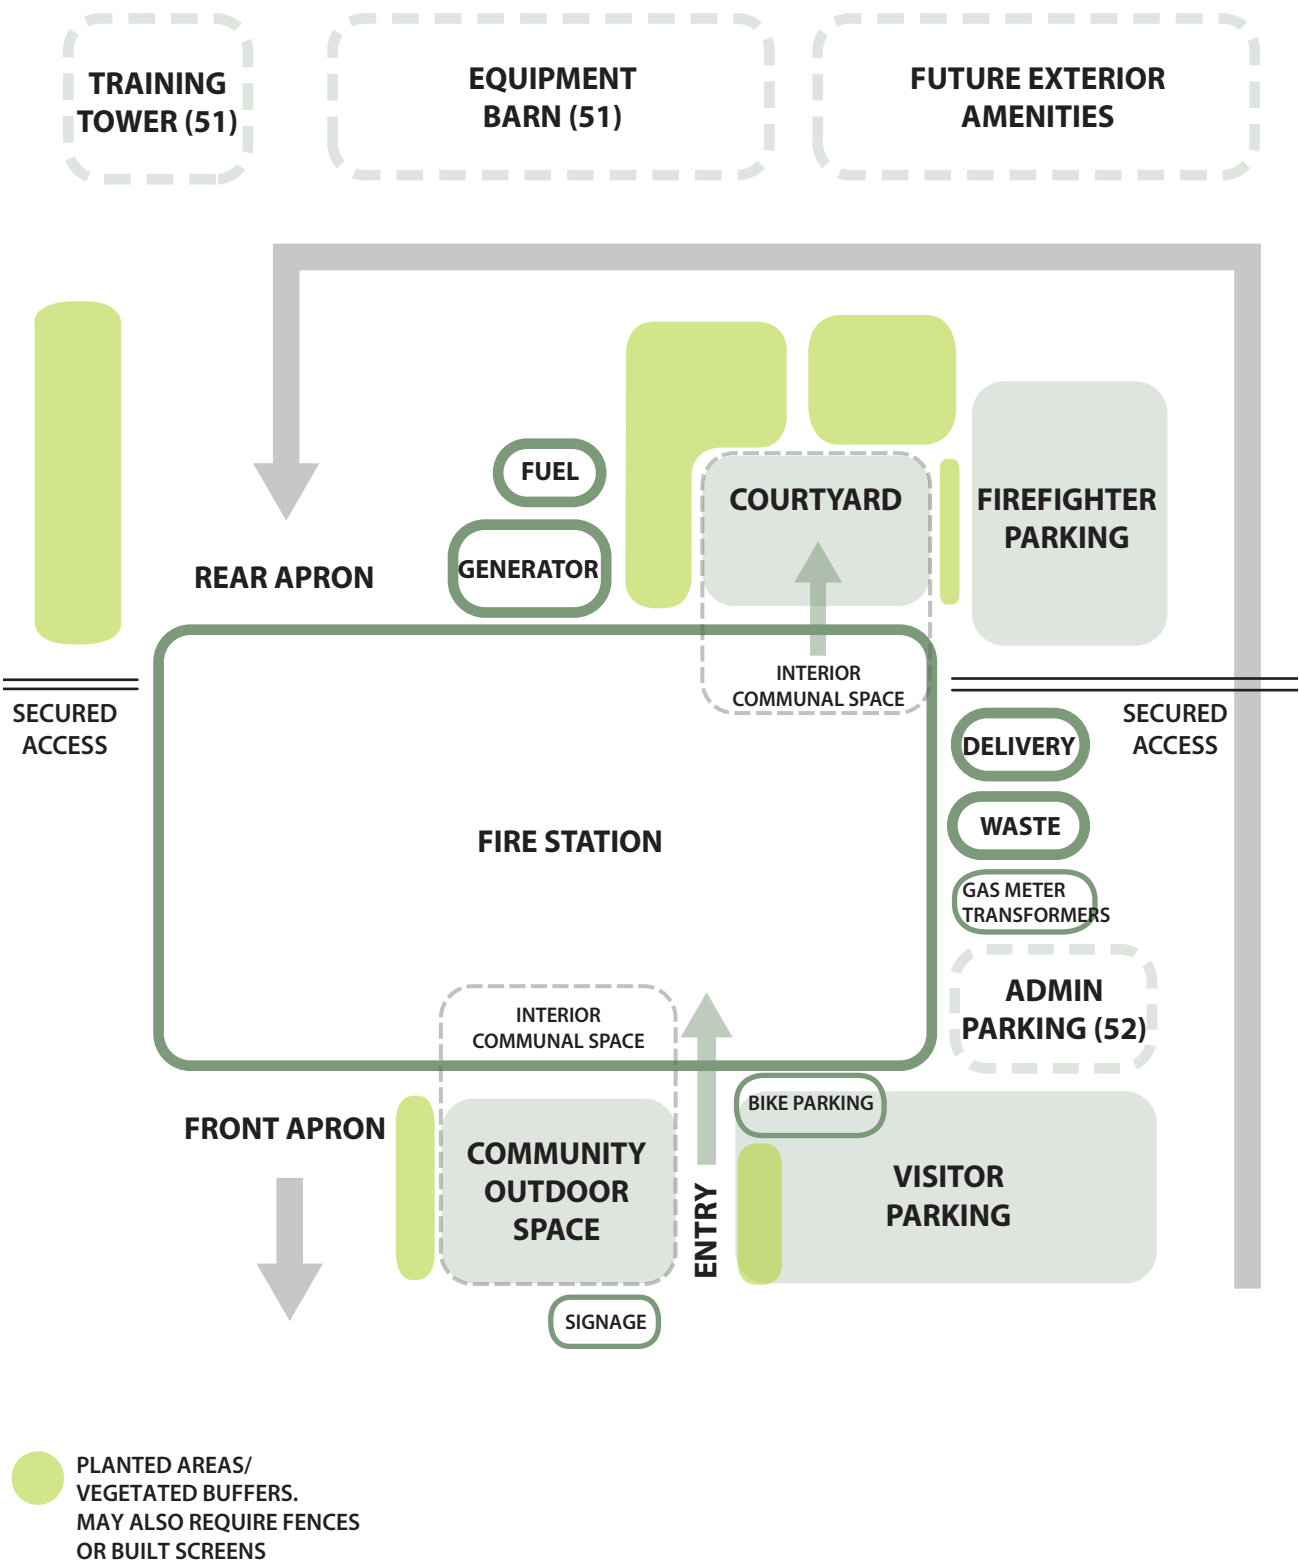 TRAINING
TOWER (51)
EQUIPMENT
BARN (51)
FUTURE EXTERIOR
AMENITIES
FUEL
GENERATOR
REAR APRON
COURTYARD
FIREFIGHTER
PARKING
INTERIOR
COMMUNAL SPACE
SECURED
ACCESS
SECURED
ACCESS
DELIVERY
WASTE
GAS METER
TRANSFORMERS
FIRE STATION
ADMIN
PARKING (52)
INTERIOR
COMMUNAL SPACE
FRONT APRON
COMMUNITY
OUTDOOR
SPACE
ENTRY
BIKE PARKING
VISITOR
PARKING
SIGNAGE
PLANTED AREAS/
VEGETATED BUFFERS.
MAY ALSO REQUIRE FENCES
OR BUILT SCREENS